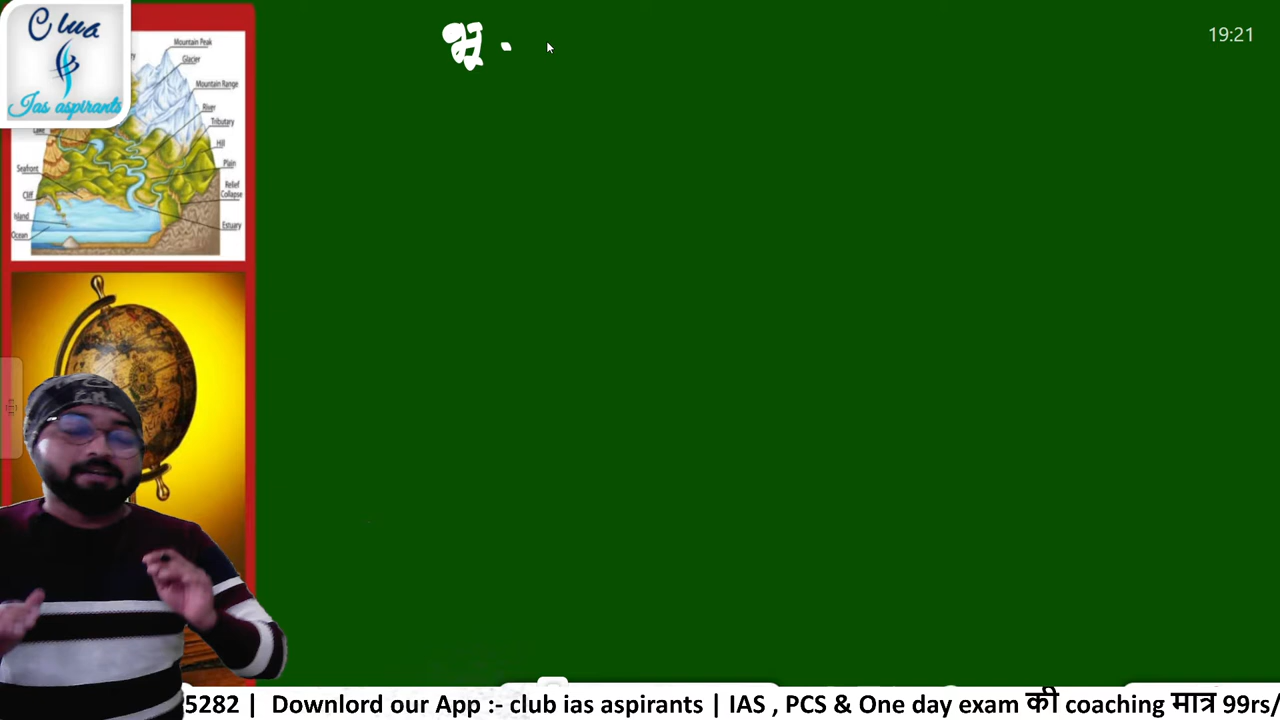 Clua
Ias aspirants
19:21
भू -
Mountain Peak
Glacier
Mountain Range
River
Tributary
Hill
Plain
Relief
Collapse
Estuary
Lake
Seafront
Cliff
Island
Ocean
5282 | Downlord our App :- club ias aspirants | IAS , PCS & One day exam की coaching मात्र 99rs/